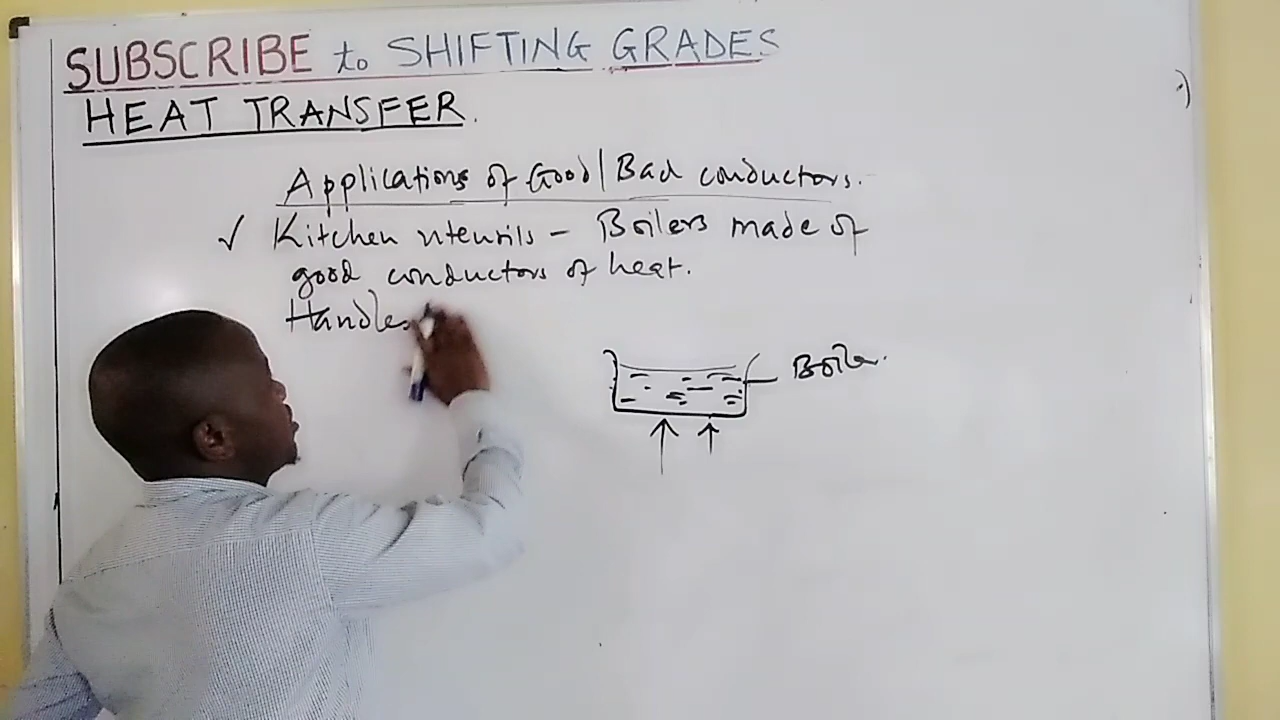 SUBSCRIBE to SHIFTING GRADES
HEAT TRANSFER.
Applications of Good/Bad conductors.
✓ Kitchen utensils - Boilers made of
good conductors of heat.
Handles
Boiler.